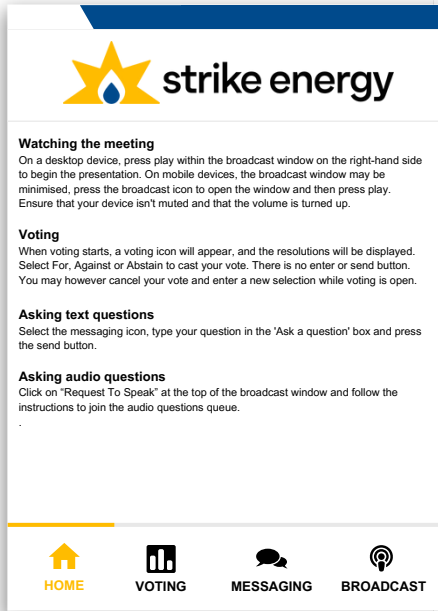 strike energy
Watching the meeting
On a desktop device, press play within the broadcast window on the right-hand side
to begin the presentation. On mobile devices, the broadcast window may be
minimised, press the broadcast icon to open the window and then press play.
Ensure that your device isn't muted and that the volume is turned up.
Voting
When voting starts, a voting icon will appear, and the resolutions will be displayed.
Select For, Against or Abstain to cast your vote. There is no enter or send button.
You may however cancel your vote and enter a new selection while voting is open.
Asking text questions
Select the messaging icon, type your question in the 'Ask a question' box and press
the send button.
Asking audio questions
Click on “Request To Speak” at the top of the broadcast window and follow the
instructions to join the audio questions queue.
.
HOME VOTING MESSAGING BROADCAST